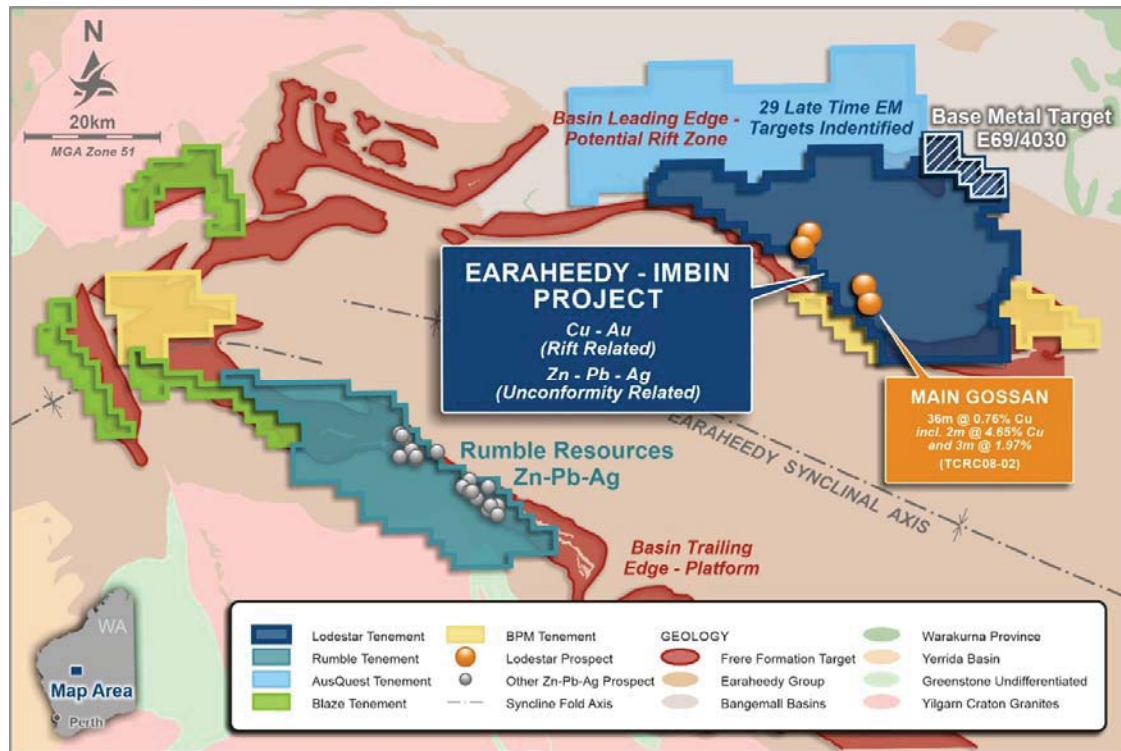 N
20km
MGA Zone 51
Basin Leading Edge -
Potential Rift Zone
29 Late Time EM
Targets Indentified
Base Metal Target
E69/4030
EARAHEEDY - IMBIN
PROJECT
Cu - Au
(Rift Related)
Zn - Pb - Ag
(Unconformity Related)
MAIN GOSSAN
36m @ 0.76% Cu
incl. 2m @ 4.65% Cu
and 3m @ 1.97%
(TCRC08-02)
EARAHEEDY SYNCLINAL AXIS
Rumble Resources
Zn-Pb-Ag
Basin Trailing
Edge - Platform
WA
Map Area
Perth
Lodestar Tenement
Rumble Tenement
AusQuest Tenement
Blaze Tenement
BPM Tenement
Lodestar Prospect
Other Zn-Pb-Ag Prospect
Syncline Fold Axis
GEOLOGY
Frere Formation Target
Earaheedy Group
Bangemall Basins
Warakurna Province
Yerrida Basin
Greenstone Undifferentiated
Yilgarn Craton Granites